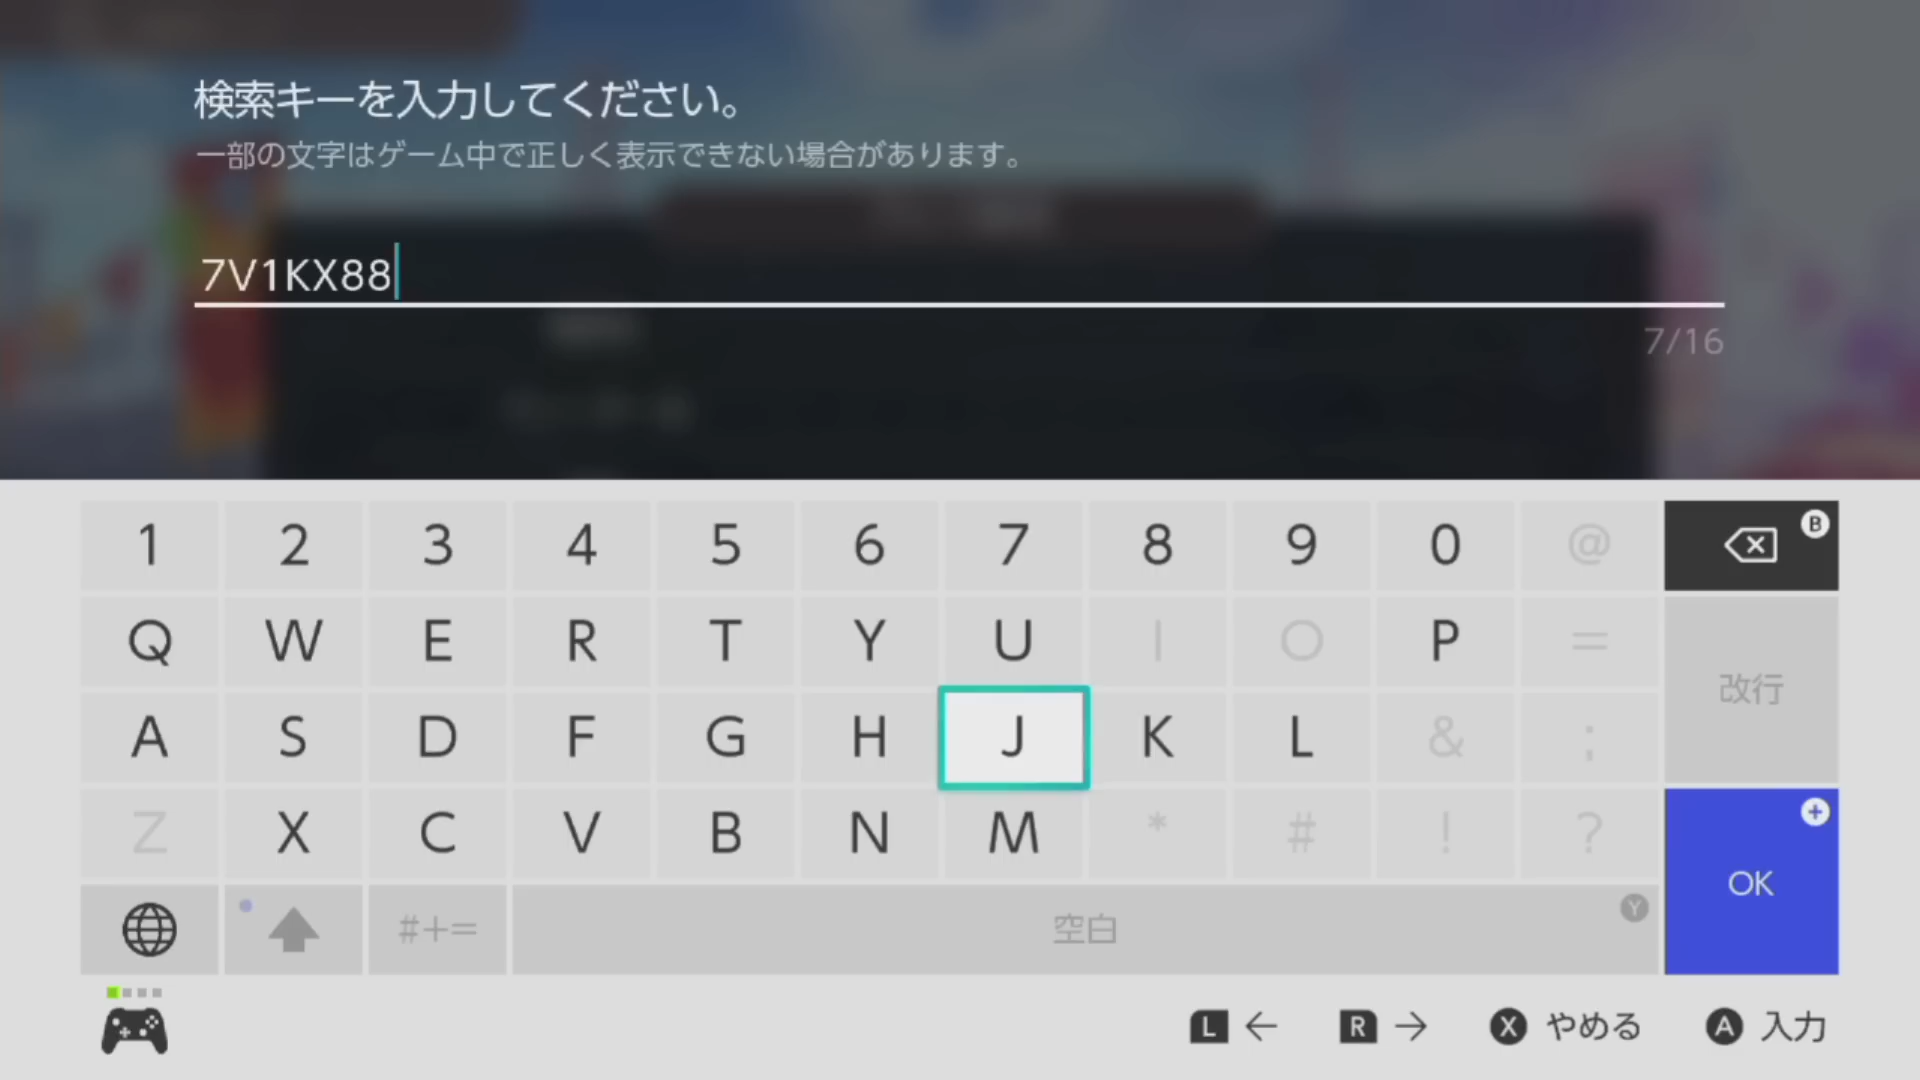 検索キーを入力してください。
一部の文字はゲーム中で正しく表示できない場合があります。
7V1KX88
7/16
1 2 3 4 5 6 7 8 9 0 @ B
Q W E R T Y U I O P = 改行
A S D F G H J K L & ;
Z X C V B N M * # ! ? +
OK
#+= 空白 Y
L ← R → X やめる A 入力